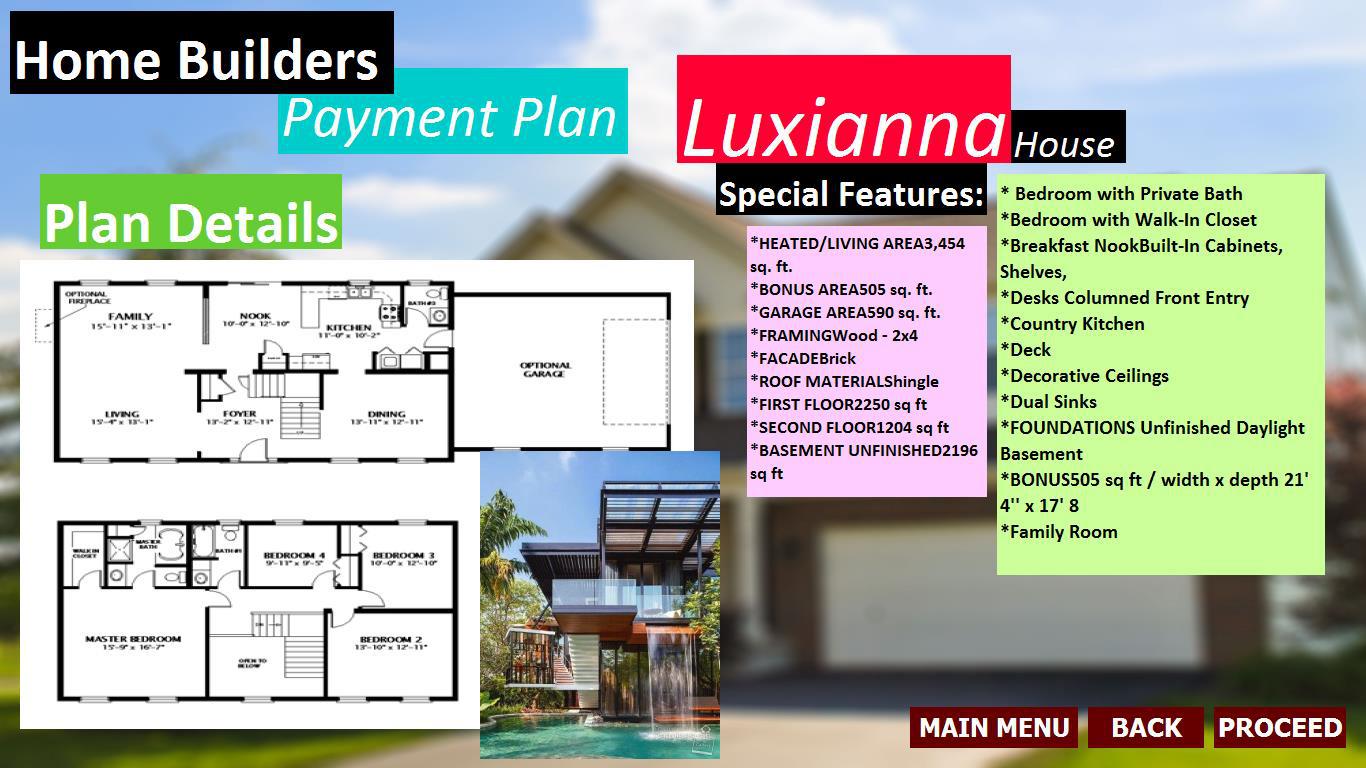 Home Builders
Payment Plan
Luxianna
House
Plan Details
Special Features:
*HEATED/LIVING AREA3,454
sq. ft.
*BONUS AREA505 sq. ft.
*GARAGE AREA590 sq. ft.
*FRAMINGWood - 2x4
*FACADEBrick
*ROOF MATERIALShingle
*FIRST FLOOR2250 sq ft
*SECOND FLOOR1204 sq ft
*BASEMENT UNFINISHED2196
sq ft
* Bedroom with Private Bath
*Bedroom with Walk-In Closet
*Breakfast NookBuilt-In Cabinets,
Shelves,
*Desks Columned Front Entry
*Country Kitchen
*Deck
*Decorative Ceilings
*Dual Sinks
*FOUNDATIONS Unfinished Daylight
Basement
*BONUS505 sq ft / width x depth 21'
4'' x 17' 8
*Family Room
OPTIONAL
FIREPLACE
FAMILY
15'-11" x 13'-1"
NOOK
10'-0" x 12'-10"
KITCHEN
11'-0" x 10'-2"
BATH#3
OPTIONAL
GARAGE
LIVING
15'-4" x 13'-1"
FOYER
13'-2" x 12'-11"
DINING
13'-11" x 12'-11"
WALK IN
CLOSET
MASTER
BATH
BATH#1
BEDROOM 4
9'-11" x 9'-5"
BEDROOM 3
10'-0" x 12'-10"
MASTER BEDROOM
15'-9" x 16'-7"
OPEN TO
BELOW
BEDROOM 2
13'-10" x 12'-11"
MAIN MENU
BACK
PROCEED